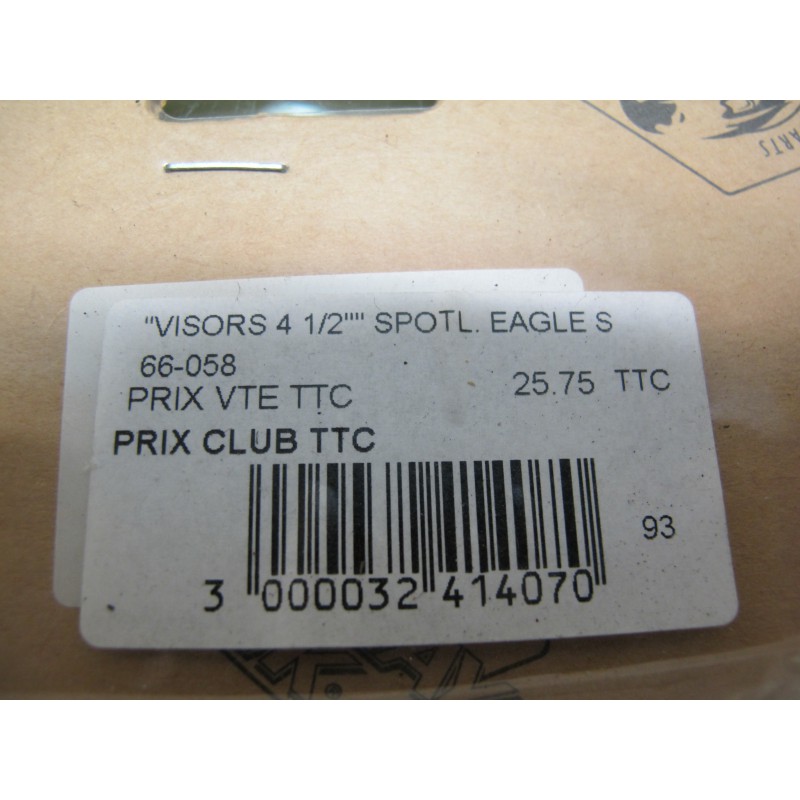 ARTS
"VISORS 4 1/2"" SPOTL. EAGLE S
66-058
PRIX VTE TTC 25.75 TTC
PRIX CLUB TTC
93
3 000032 414070
®